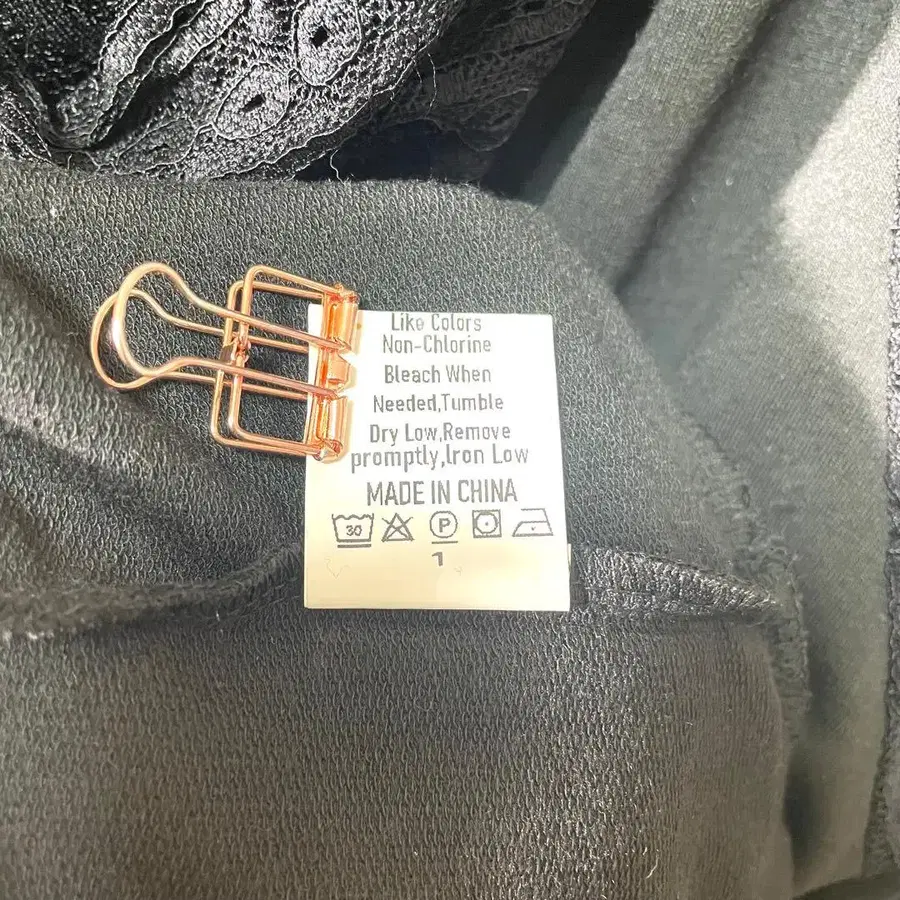 Like Colors
Non-Chlorine
Bleach When
Needed,Tumble
Dry Low,Remove
promptly,Iron Low
MADE IN CHINA
30 P
1